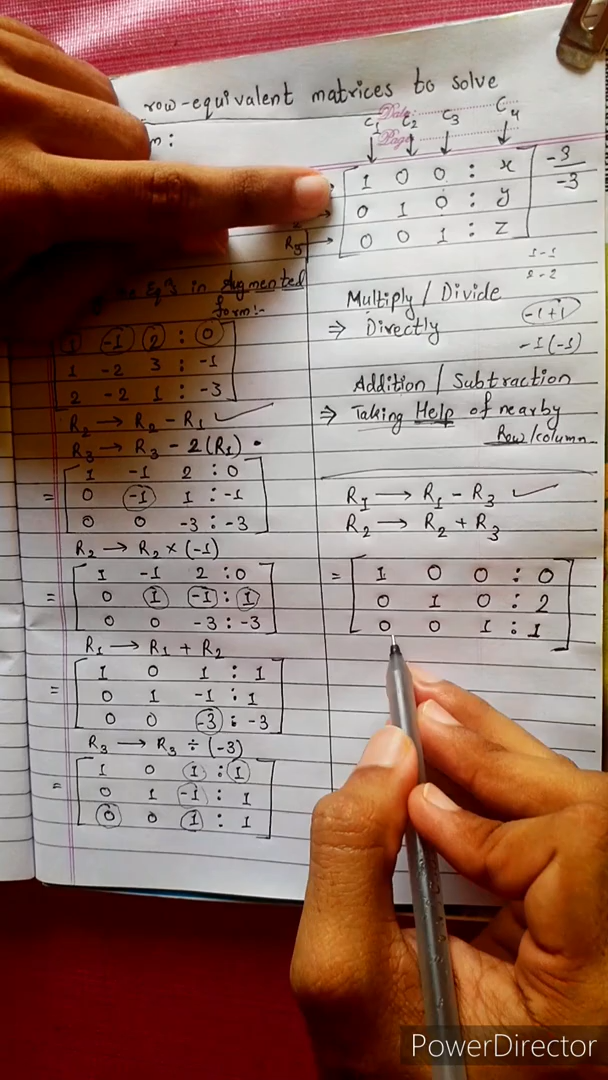 row-equivalent matrices to solve
m:
Date:
Page
C1 C2 C3 C4
1 0 0 : x
0 1 0 : y
R3 → 0 0 1 : z
-3
-3
1-1
2-2
-1+1
-1(-1)
Multiply / Divide
⇒ Directly
Addition / Subtraction
⇒ Taking Help of nearby
Row/column
in Augmented
form:-
1 -1 2 : 0
1 -2 3 : -1
2 -2 1 : -3
R2 → R2 - R1 ✓
R3 → R3 - 2(R1) •
1 -1 2 : 0
= 0 -1 1 : -1
0 0 -3 : -3
R2 → R2 × (-1)
1 -1 2 : 0
= 0 1 -1 : 1
0 0 -3 : -3
R1 → R1 + R2
1 0 1 : 1
= 0 1 -1 : 1
0 0 -3 : -3
R3 → R3 ÷ (-3)
1 0 1 : 1
= 0 1 -1 : 1
0 0 1 : 1
R1 → R1 - R3 ✓
R2 → R2 + R3
= 1 0 0 : 0
0 1 0 : 2
0 0 1 : 1
PowerDirector